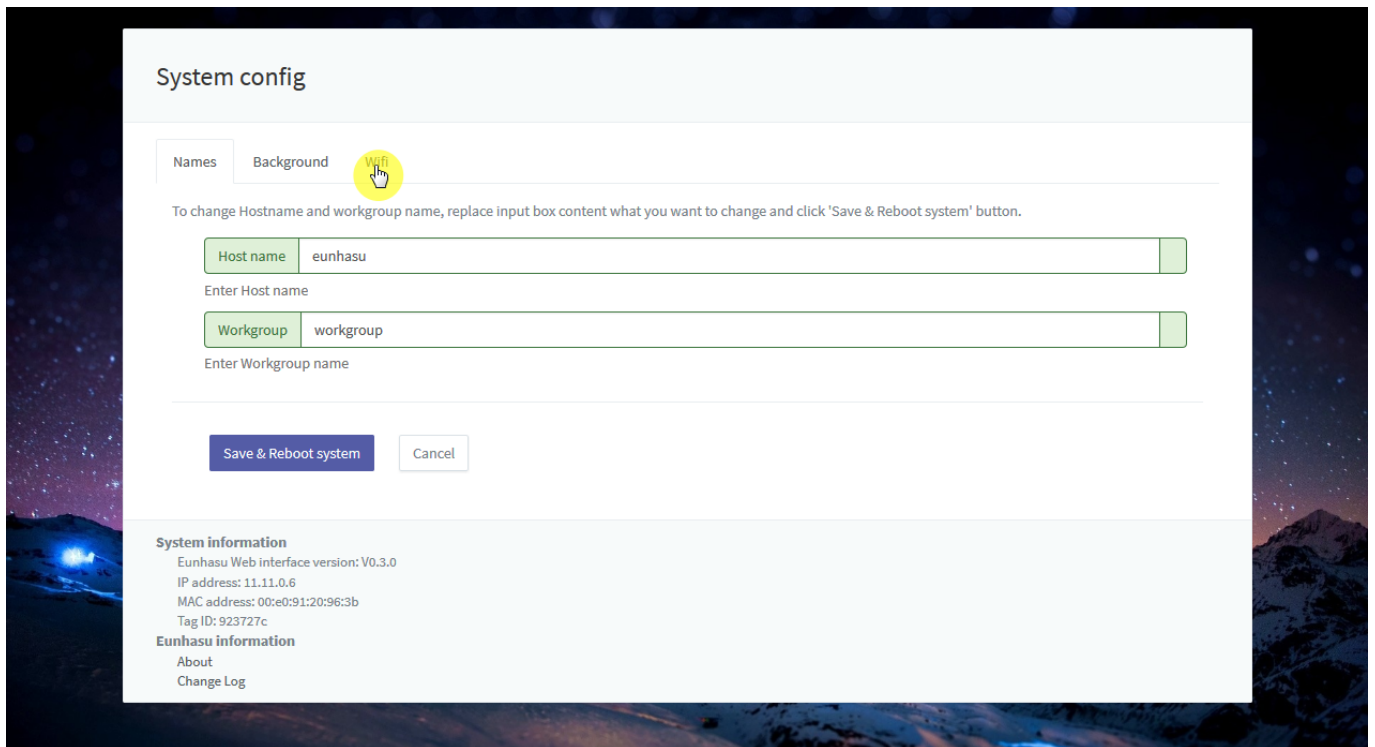 System config
Names Background Wifi
To change Hostname and workgroup name, replace input box content what you want to change and click 'Save & Reboot system' button.
Host name eunhasu
Enter Host name
Workgroup workgroup
Enter Workgroup name
Save & Reboot system Cancel
System information
Eunhasu Web interface version: V0.3.0
IP address: 11.11.0.6
MAC address: 00:e0:91:20:96:3b
Tag ID: 923727c
Eunhasu information
About
Change Log